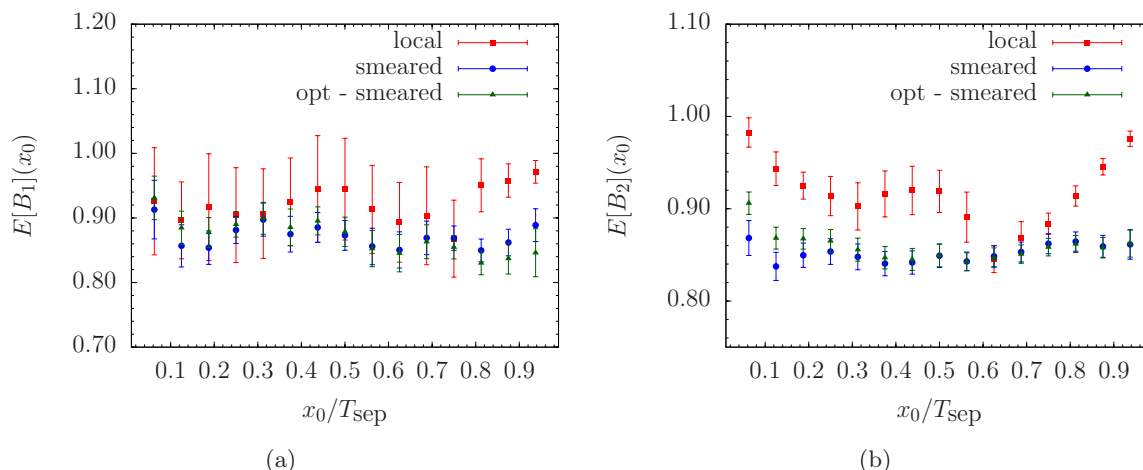 1.20
1.10
1.00
0.90
0.80
0.70
E[B₁](x₀)
local
smeared
opt - smeared
0.1 0.2 0.3 0.4 0.5 0.6 0.7 0.8 0.9
x₀/T_sep
(a)
1.10
1.00
0.90
0.80
E[B₂](x₀)
local
smeared
opt - smeared
0.1 0.2 0.3 0.4 0.5 0.6 0.7 0.8 0.9
x₀/T_sep
(b)